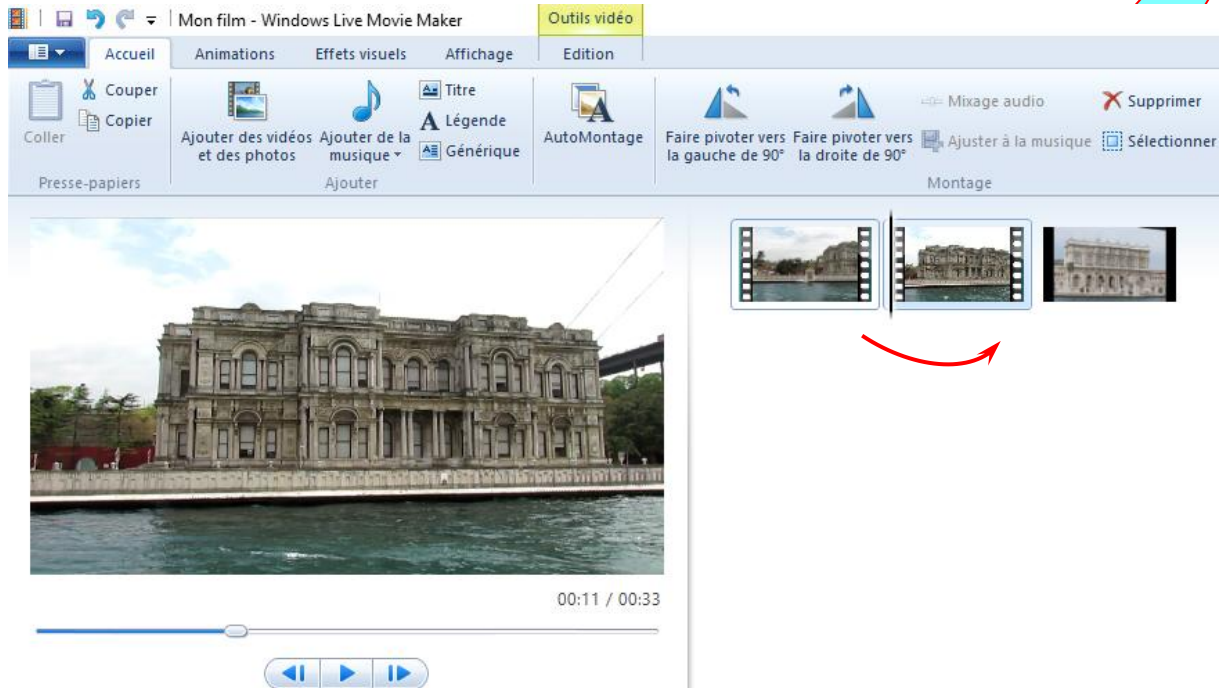 Mon film - Windows Live Movie Maker
Outils vidéo
Accueil
Animations
Effets visuels
Affichage
Edition
Coller
Couper
Copier
Presse-papiers
Ajouter des vidéos
et des photos
Ajouter de la
musique
Titre
Légende
Générique
Ajouter
AutoMontage
Faire pivoter vers
la gauche de 90°
Faire pivoter vers
la droite de 90°
Mixage audio
Ajuster à la musique
Supprimer
Sélectionner
Montage
00:11 / 00:33